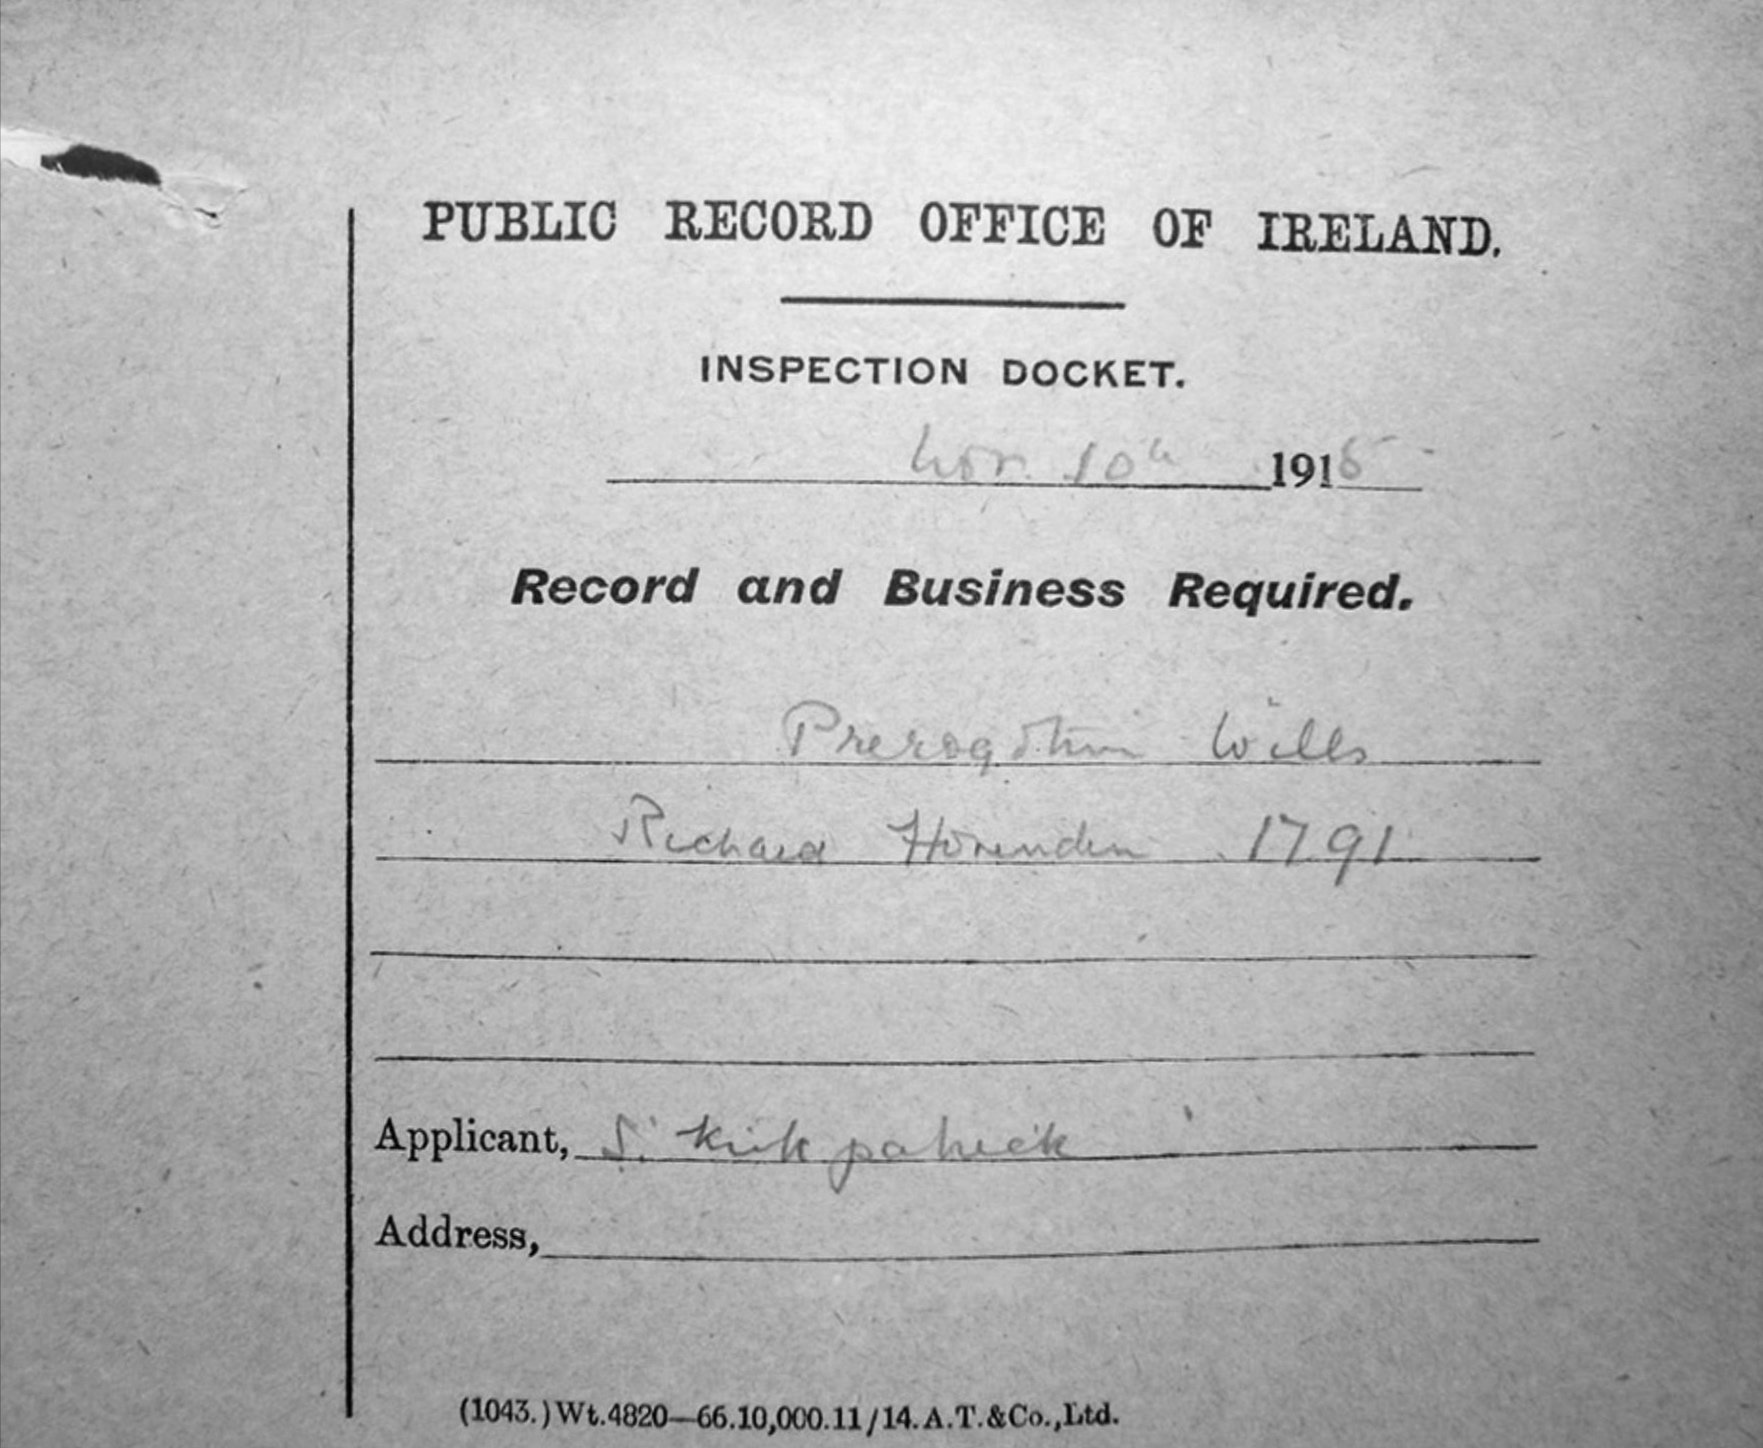 PUBLIC RECORD OFFICE OF IRELAND.
INSPECTION DOCKET.
Nov. 10th 1915
Record and Business Required.
Prerogative Wills
Richard Hovenden 1791
Applicant, S. Kirkpatrick
Address,
(1043.) Wt.4820—66.10,000.11/14. A.T.&Co.,Ltd.